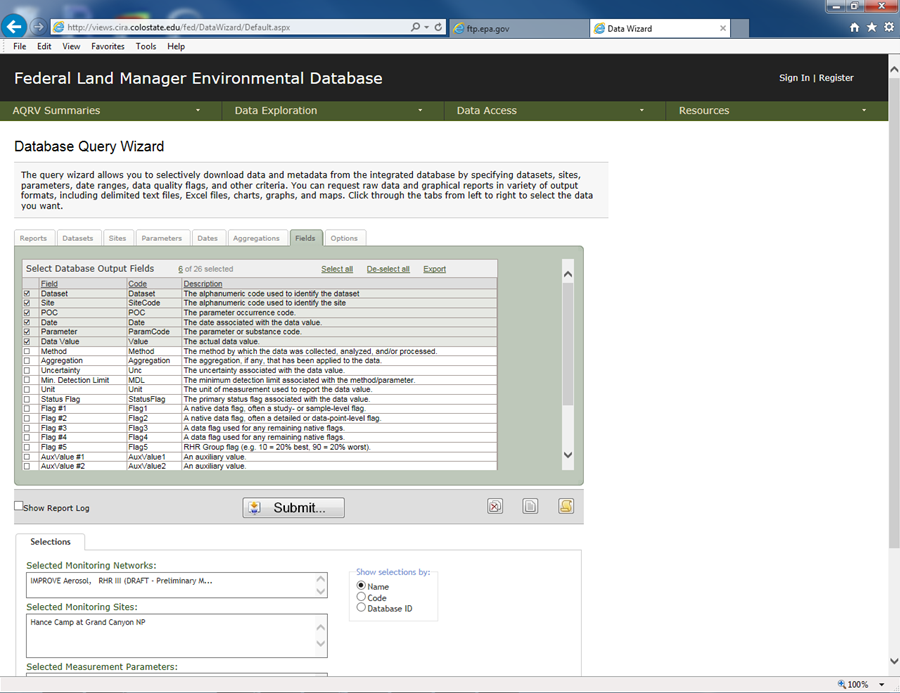 http://views.cira.colostate.edu/fed/DataWizard/Default.aspx
ftp.epa.gov
Data Wizard
File Edit View Favorites Tools Help
Federal Land Manager Environmental Database
Sign In | Register
AQRV Summaries Data Exploration Data Access Resources
Database Query Wizard
The query wizard allows you to selectively download data and metadata from the integrated database by specifying datasets, sites,
parameters, date ranges, data quality flags, and other criteria. You can request raw data and graphical reports in variety of output
formats, including delimited text files, Excel files, charts, graphs, and maps. Click through the tabs from left to right to select the data
you want.
Reports Datasets Sites Parameters Dates Aggregations Fields Options
Select Database Output Fields 6 of 26 selected Select all De-select all Export
Field Code Description
Dataset Dataset The alphanumeric code used to identify the dataset
Site SiteCode The alphanumeric code used to identify the site
POC POC The parameter occurrence code.
Date Date The date associated with the data value.
Parameter ParamCode The parameter or substance code.
Data Value Value The actual data value.
Method Method The method by which the data was collected, analyzed, and/or processed.
Aggregation Aggregation The aggregation, if any, that has been applied to the data.
Uncertainty Unc The uncertainty associated with the data value.
Min. Detection Limit MDL The minimum detection limit associated with the method/parameter.
Unit Unit The unit of measurement used to report the data value.
Status Flag StatusFlag The primary status flag associated with the data value.
Flag #1 Flag1 A native data flag, often a study- or sample-level flag.
Flag #2 Flag2 A native data flag, often a detailed or data-point-level flag.
Flag #3 Flag3 A data flag used for any remaining native flags.
Flag #4 Flag4 A data flag used for any remaining native flags.
Flag #5 Flag5 RHR Group flag (e.g. 10 = 20% best, 90 = 20% worst).
AuxValue #1 AuxValue1 An auxiliary value.
AuxValue #2 AuxValue2 An auxiliary value.
Show Report Log
Submit...
Selections
Selected Monitoring Networks:
IMPROVE Aerosol, RHR III (DRAFT - Preliminary M...
Show selections by:
Name
Code
Database ID
Selected Monitoring Sites:
Hance Camp at Grand Canyon NP
Selected Measurement Parameters:
100%